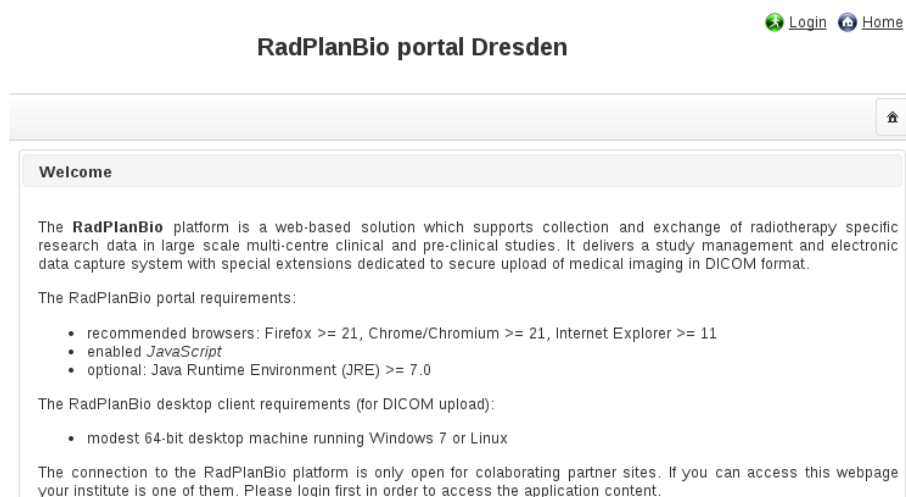 Login Home
RadPlanBio portal Dresden
Welcome
The RadPlanBio platform is a web-based solution which supports collection and exchange of radiotherapy specific
research data in large scale multi-centre clinical and pre-clinical studies. It delivers a study management and electronic
data capture system with special extensions dedicated to secure upload of medical imaging in DICOM format.
The RadPlanBio portal requirements:
• recommended browsers: Firefox >= 21, Chrome/Chromium >= 21, Internet Explorer >= 11
• enabled JavaScript
• optional: Java Runtime Environment (JRE) >= 7.0
The RadPlanBio desktop client requirements (for DICOM upload):
• modest 64-bit desktop machine running Windows 7 or Linux
The connection to the RadPlanBio platform is only open for colaborating partner sites. If you can access this webpage
your institute is one of them. Please login first in order to access the application content.